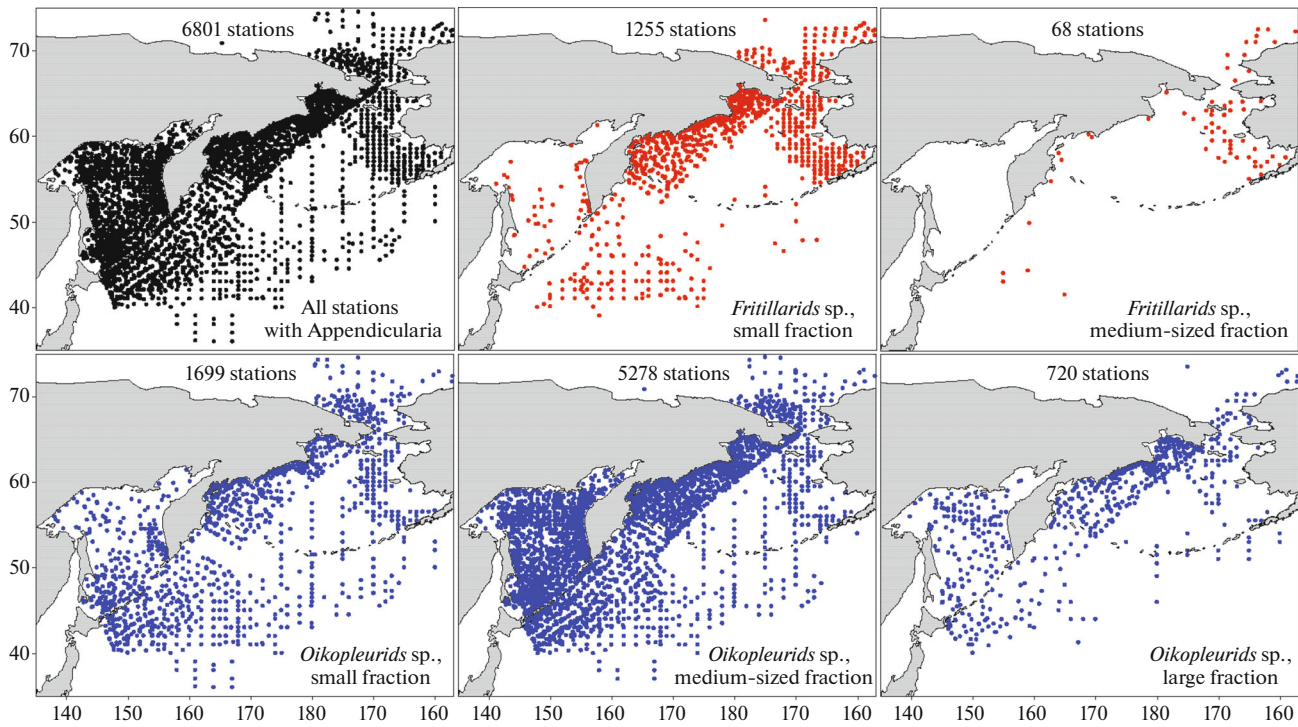 6801 stations
1255 stations
68 stations
70
60
50
40
All stations
with Appendicularia
Fritillarids sp.,
small fraction
Fritillarids sp.,
medium-sized fraction
1699 stations
5278 stations
720 stations
70
60
50
40
Oikopleurids sp.,
small fraction
Oikopleurids sp.,
medium-sized fraction
Oikopleurids sp.,
large fraction
140 150 160 170 180 170 160
140 150 160 170 180 170 160
140 150 160 170 180 170 160